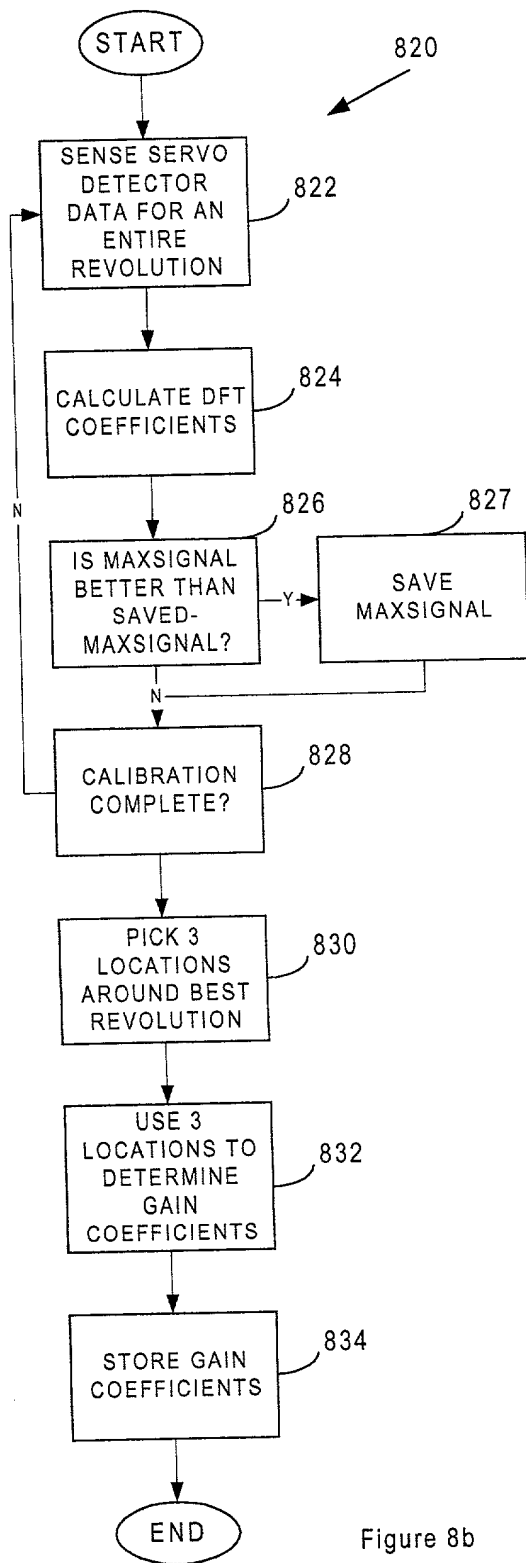 START
820
SENSE SERVO
DETECTOR
DATA FOR AN
ENTIRE
REVOLUTION
822
CALCULATE DFT
COEFFICIENTS
824
N
IS MAXSIGNAL
BETTER THAN
SAVED-
MAXSIGNAL?
826
Y
SAVE
MAXSIGNAL
827
N
CALIBRATION
COMPLETE?
828
PICK 3
LOCATIONS
AROUND BEST
REVOLUTION
830
USE 3
LOCATIONS TO
DETERMINE
GAIN
COEFFICIENTS
832
STORE GAIN
COEFFICIENTS
834
END
Figure 8b